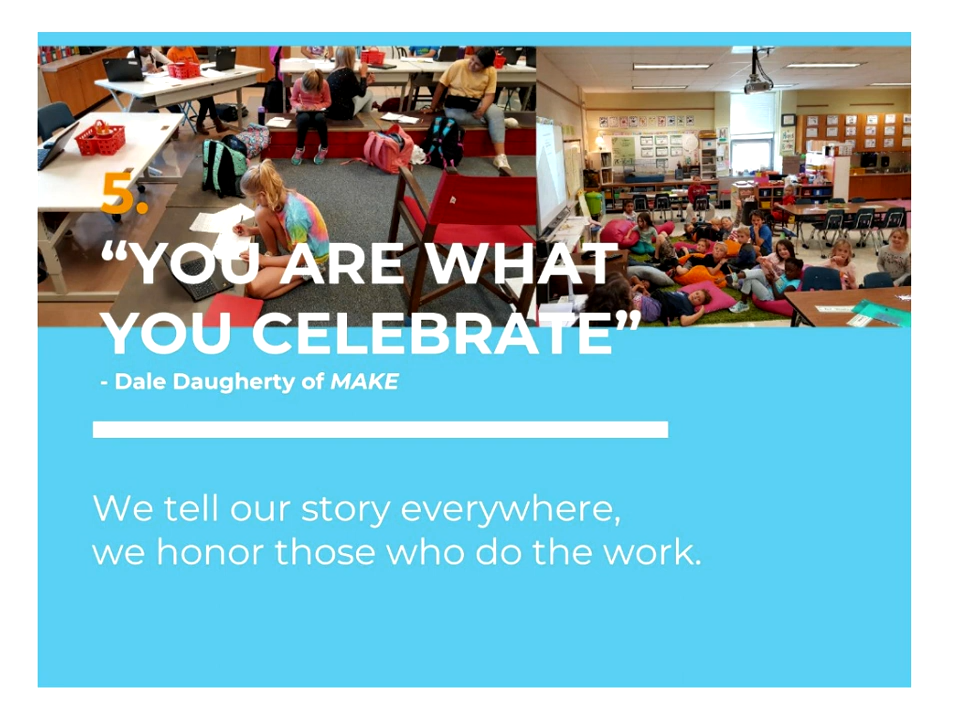 5.
“YOU ARE WHAT
YOU CELEBRATE”
- Dale Daugherty of MAKE
We tell our story everywhere,
we honor those who do the work.